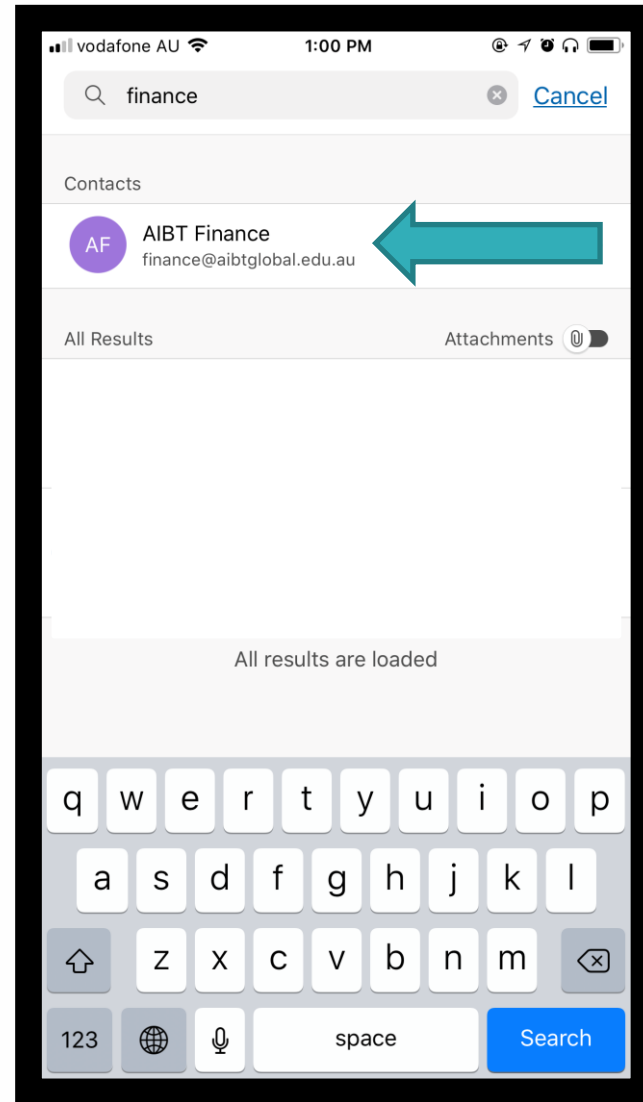 vodafone AU 1:00 PM
finance Cancel
Contacts
AF AIBT Finance
finance@aibtglobal.edu.au
All Results Attachments
All results are loaded
q w e r t y u i o p
a s d f g h j k l
z x c v b n m
123 space Search